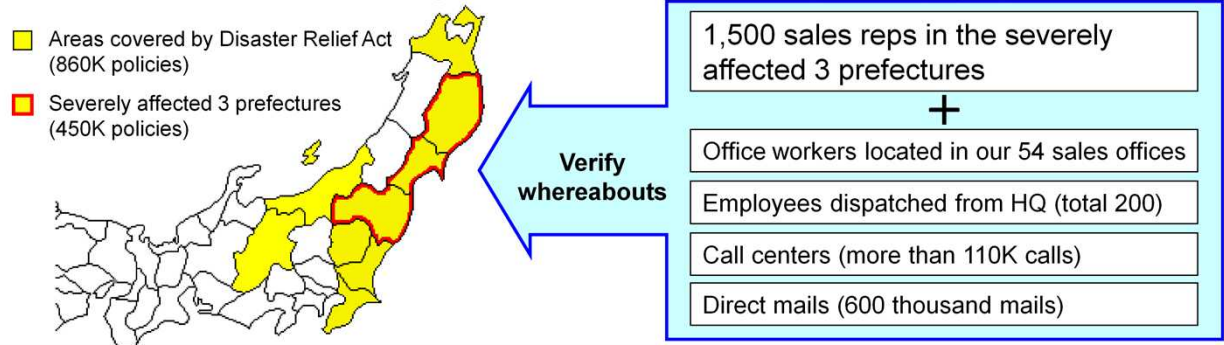 Areas covered by Disaster Relief Act
(860K policies)
Severely affected 3 prefectures
(450K policies)
Verify
whereabouts
1,500 sales reps in the severely
affected 3 prefectures
+
Office workers located in our 54 sales offices
Employees dispatched from HQ (total 200)
Call centers (more than 110K calls)
Direct mails (600 thousand mails)